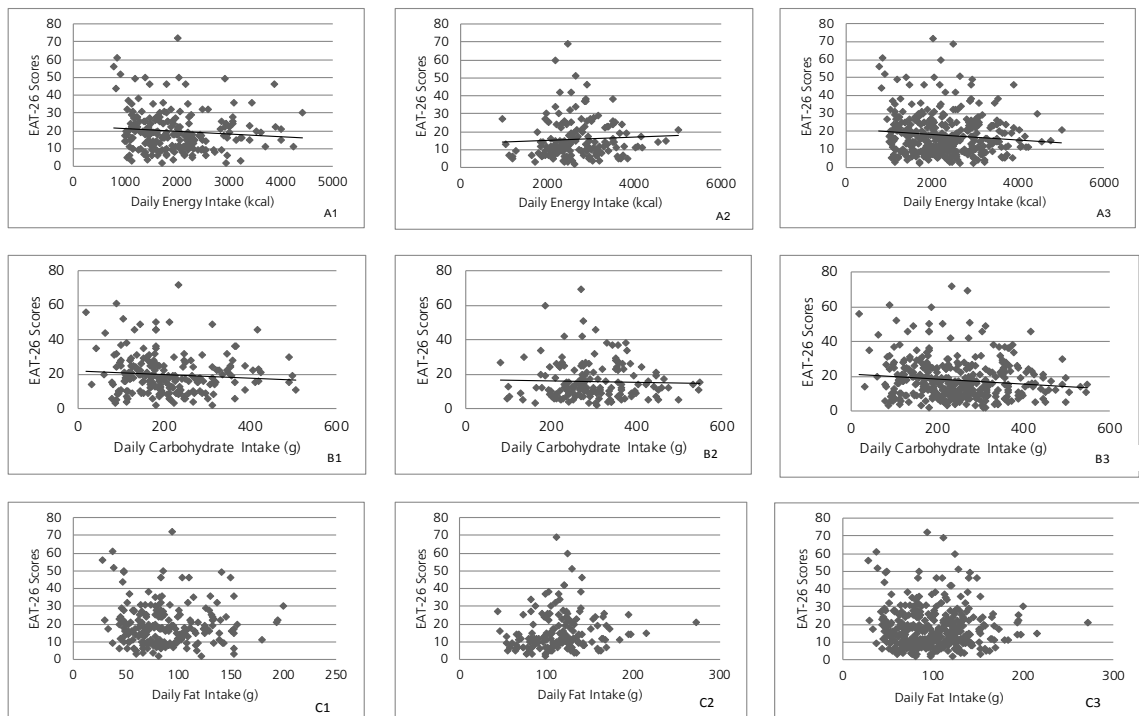 80
70
60
50
40
30
20
10
0
EAT-26 Scores
0 1000 2000 3000 4000 5000
Daily Energy Intake (kcal)
A1
80
70
60
50
40
30
20
10
0
EAT-26 Scores
0 2000 4000 6000
Daily Energy Intake (kcal)
A2
80
70
60
50
40
30
20
10
0
EAT-26 Scores
0 2000 4000 6000
Daily Energy Intake (kcal)
A3
80
60
40
20
0
EAT-26 Scores
0 200 400 600
Daily Carbohydrate Intake (g)
B1
80
60
40
20
0
EAT-26 Scores
0 200 400 600
Daily Carbohydrate Intake (g)
B2
80
60
40
20
0
EAT-26 Scores
0 200 400 600
Daily Carbohydrate Intake (g)
B3
80
70
60
50
40
30
20
10
0
EAT-26 Scores
0 50 100 150 200 250
Daily Fat Intake (g)
C1
80
70
60
50
40
30
20
10
0
EAT-26 Scores
0 100 200 300
Daily Fat Intake (g)
C2
80
70
60
50
40
30
20
10
0
EAT-26 Scores
0 100 200 300
Daily Fat Intake (g)
C3